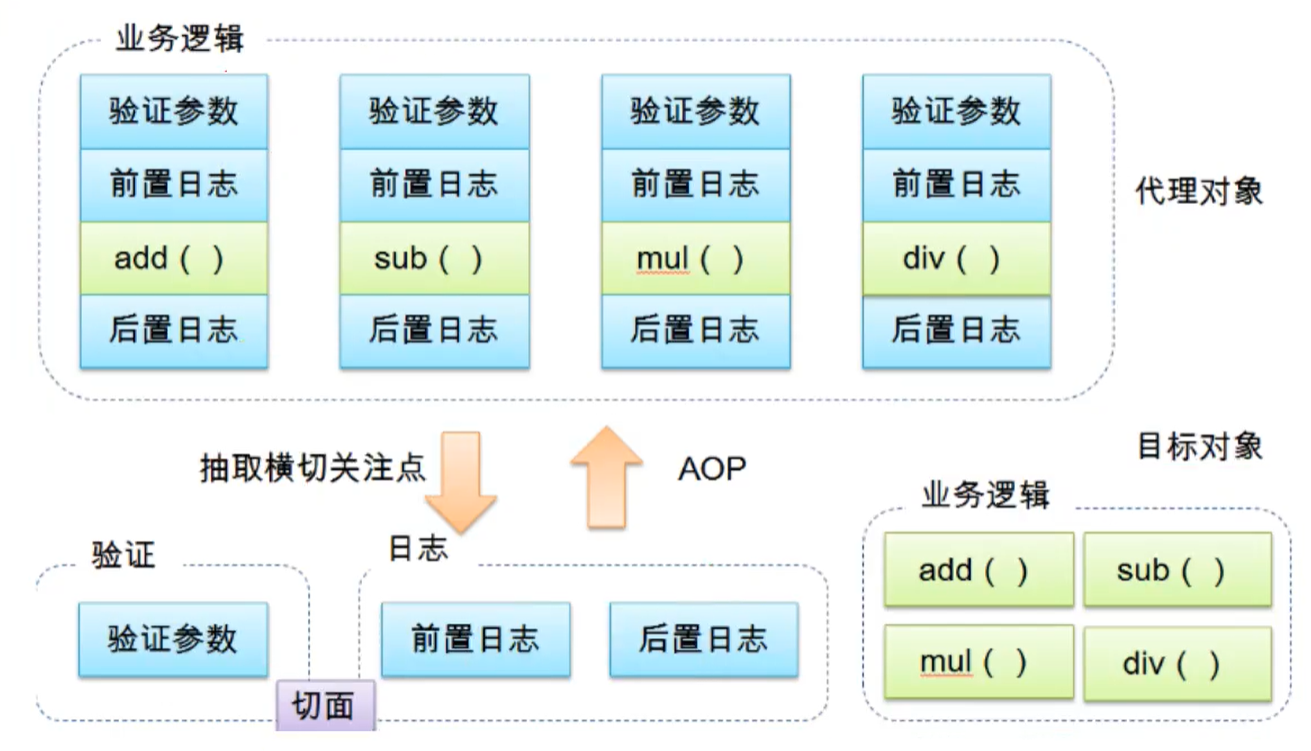 业务逻辑
验证参数 验证参数 验证参数 验证参数
前置日志 前置日志 前置日志 前置日志
add( ) sub( ) mul( ) div( )
后置日志 后置日志 后置日志 后置日志
代理对象
抽取横切关注点
AOP
目标对象
验证
日志
业务逻辑
验证参数
前置日志 后置日志
切面
add( ) sub( )
mul( ) div( )